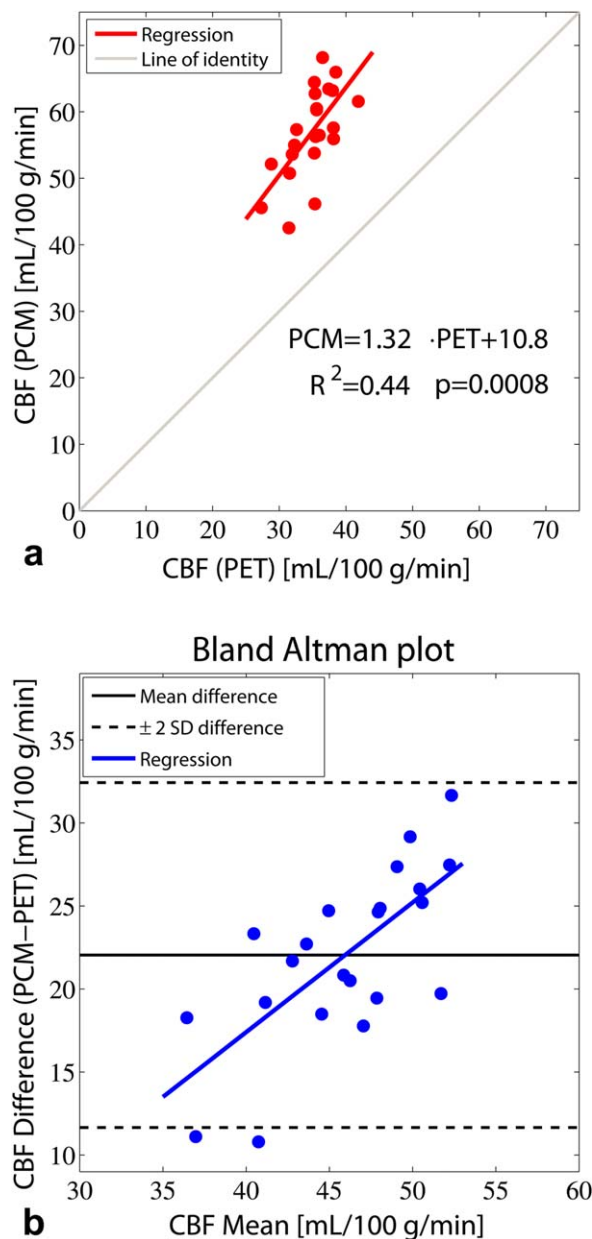 Regression
Line of identity
70
60
50
40
30
20
10
0
CBF (PCM) [mL/100 g/min]
PCM=1.32 ·PET+10.8
R²=0.44 p=0.0008
0 10 20 30 40 50 60 70
CBF (PET) [mL/100 g/min]
a
Bland Altman plot
Mean difference
± 2 SD difference
Regression
35
30
25
20
15
10
CBF Difference (PCM−PET) [mL/100 g/min]
30 35 40 45 50 55 60
CBF Mean [mL/100 g/min]
b